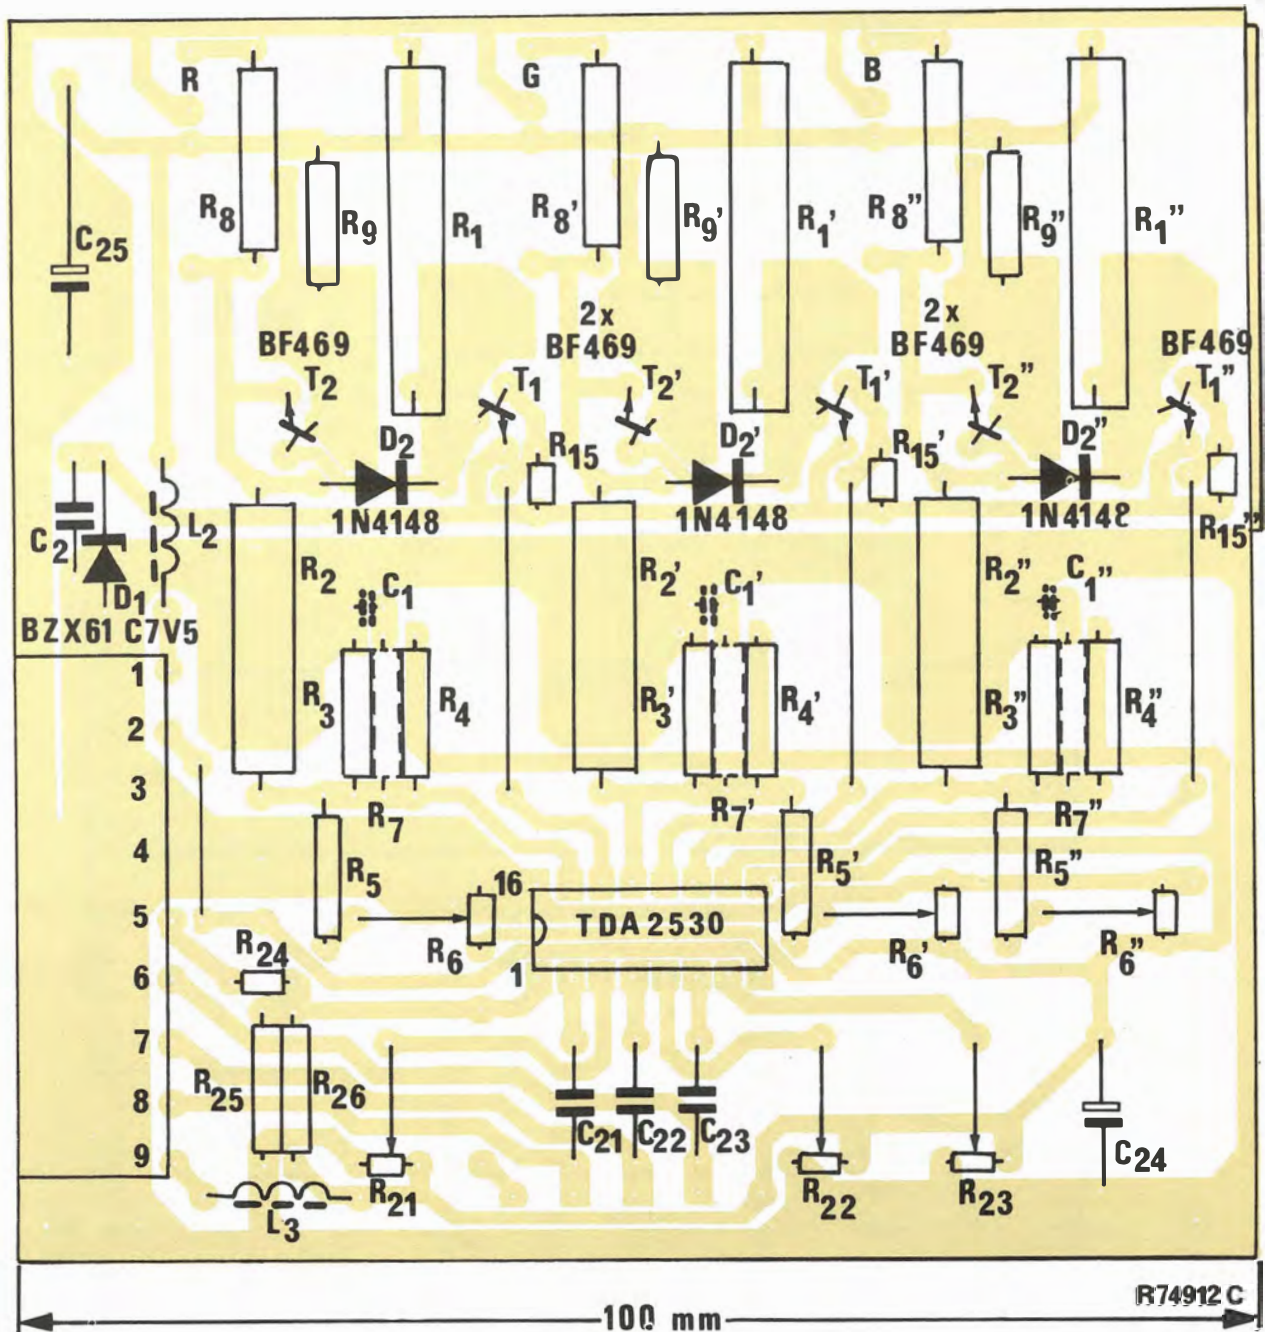 R G B
R8 R9 R1 R8' R9' R1' R8" R9" R1"
C25
2x 2x
BF469 BF469 BF469 BF469
T2 T1 T2' T1' T2" T1"
D2 R15 D2' R15' D2" R15"
1N4148 1N4148 1N4148
C2 L2
D1
BZX61 C7V5
R2 C1 R2' C1' R2" C1"
R3 R4 R3' R4' R3" R4"
R7 R7' R7"
1
2
3
4
5
6
7
8
9
R5 R5' R5"
16
TDA2530
1
R6 R6' R6"
R24
R25 R26
C21 C22 C23 C24
R21 R22 R23
L3
R74912 C
100 mm